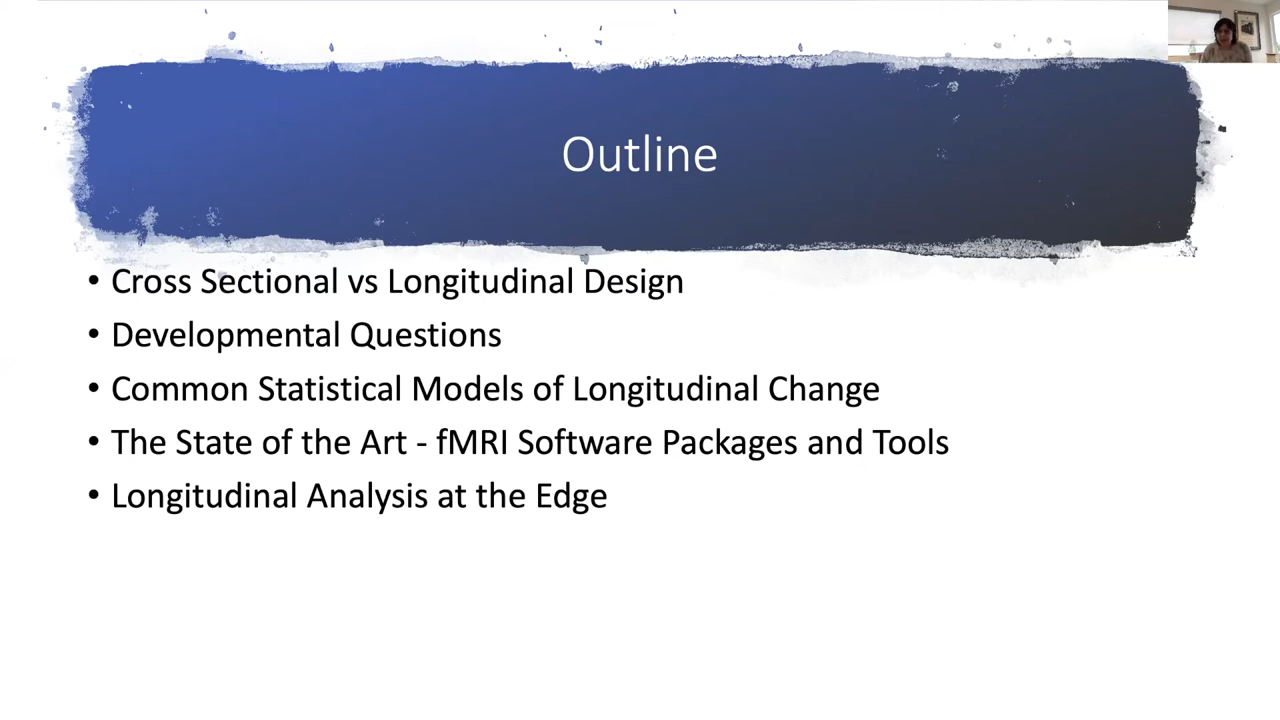 Outline
• Cross Sectional vs Longitudinal Design
• Developmental Questions
• Common Statistical Models of Longitudinal Change
• The State of the Art - fMRI Software Packages and Tools
• Longitudinal Analysis at the Edge